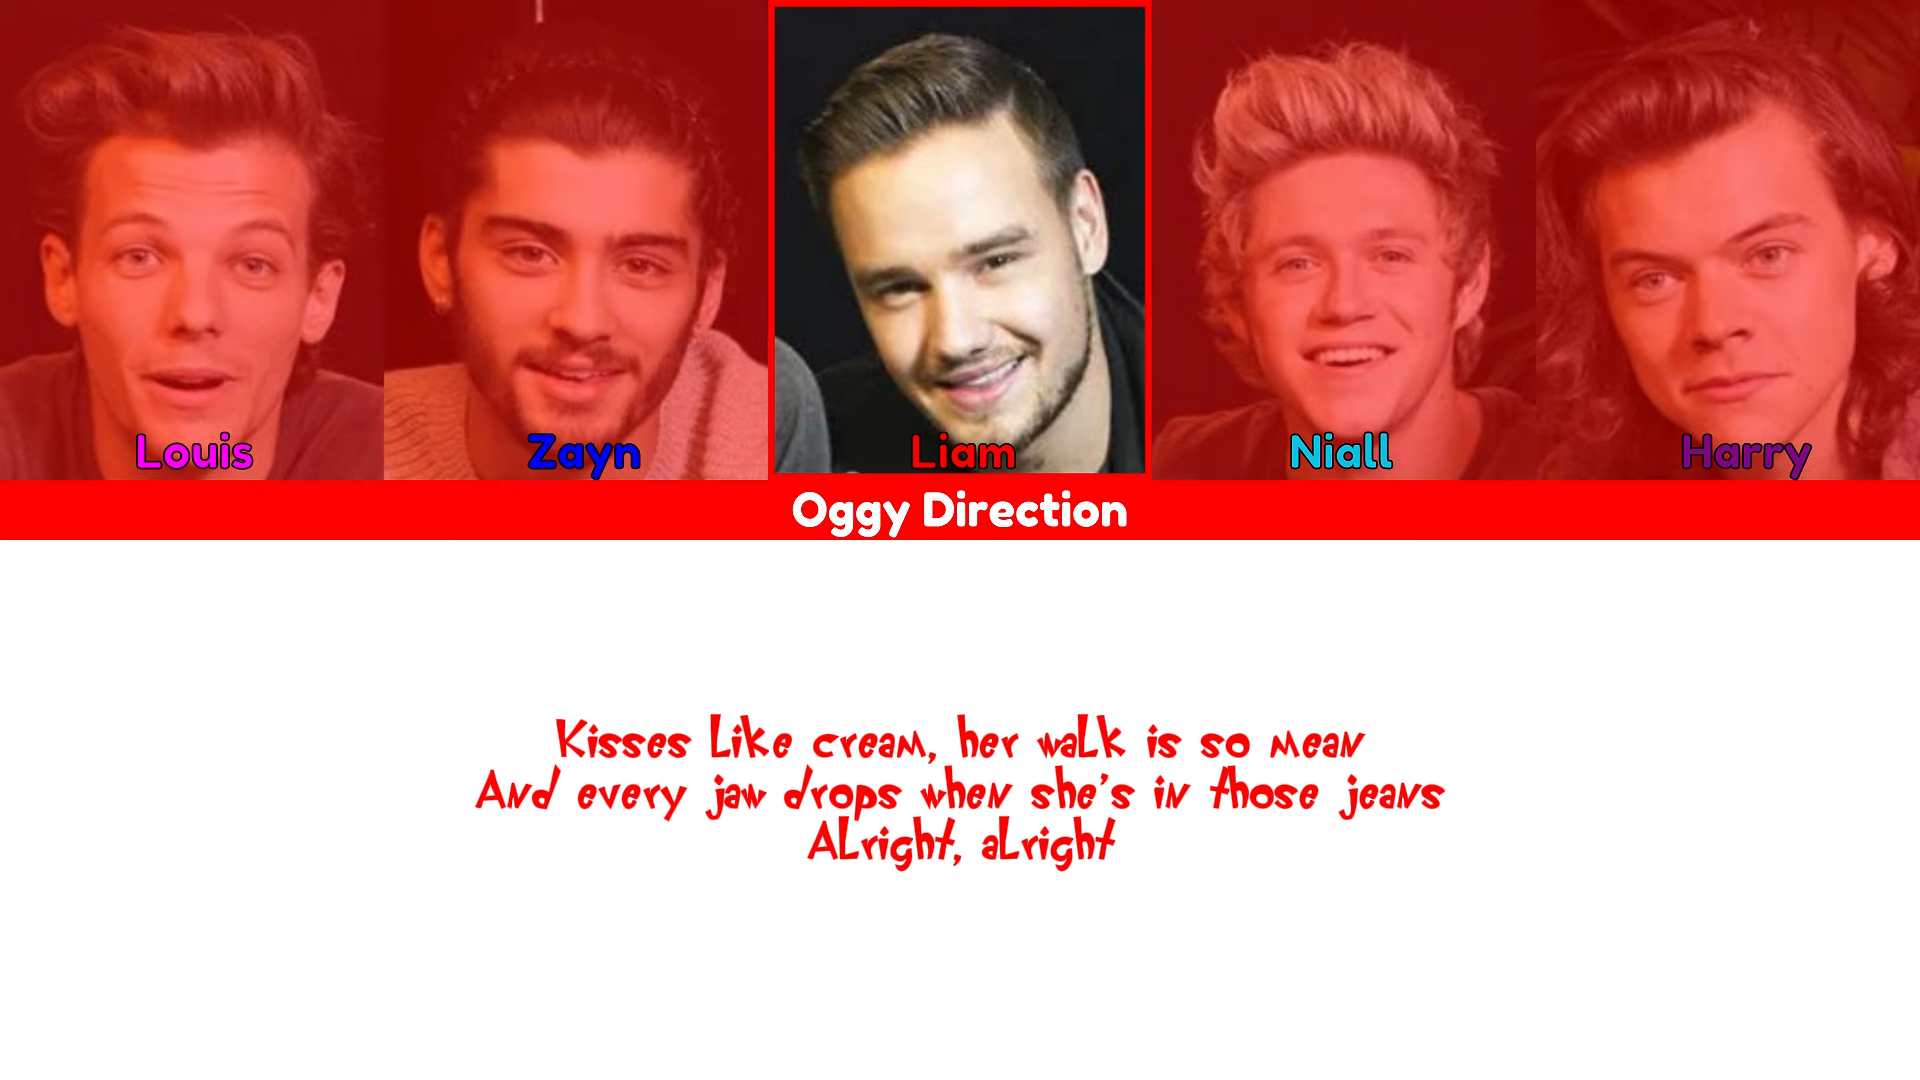 Louis
Zayn
Liam
Niall
Harry
Oggy Direction
Kisses like cream, her walk is so mean
And every jaw drops when she's in those jeans
Alright, alright